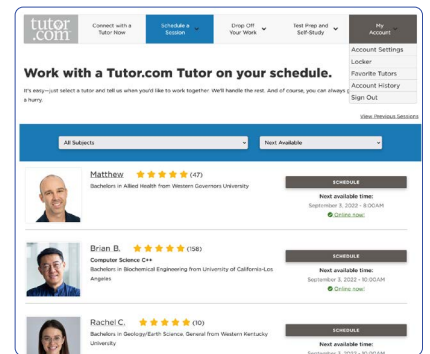 tutor
.com
Connect with a
Tutor Now
Schedule a
Session
Drop Off
Your Work
Test Prep and
Self-Study
My
Account
Account Settings
Locker
Favorite Tutors
Account History
Sign Out
Work with a Tutor.com Tutor on your schedule.
It's easy—just select a tutor and tell us when you'd like to work together. We'll handle the rest. And of course, you can always
a hurry.
View Previous Sessions
All Subjects
Next Available
Matthew (47)
Bachelors in Allied Health from Western Governors University
SCHEDULE
Next available time:
September 3, 2022 - 8:00AM
Online now!
Brian B. (158)
Computer Science C++
Bachelors in Biochemical Engineering from University of California-Los
Angeles
SCHEDULE
Next available time:
September 3, 2022 - 10:00AM
Online now!
Rachel C. (10)
Bachelors in Geology/Earth Science, General from Western Kentucky
University
SCHEDULE
Next available time:
September 3, 2022 - 10:00AM